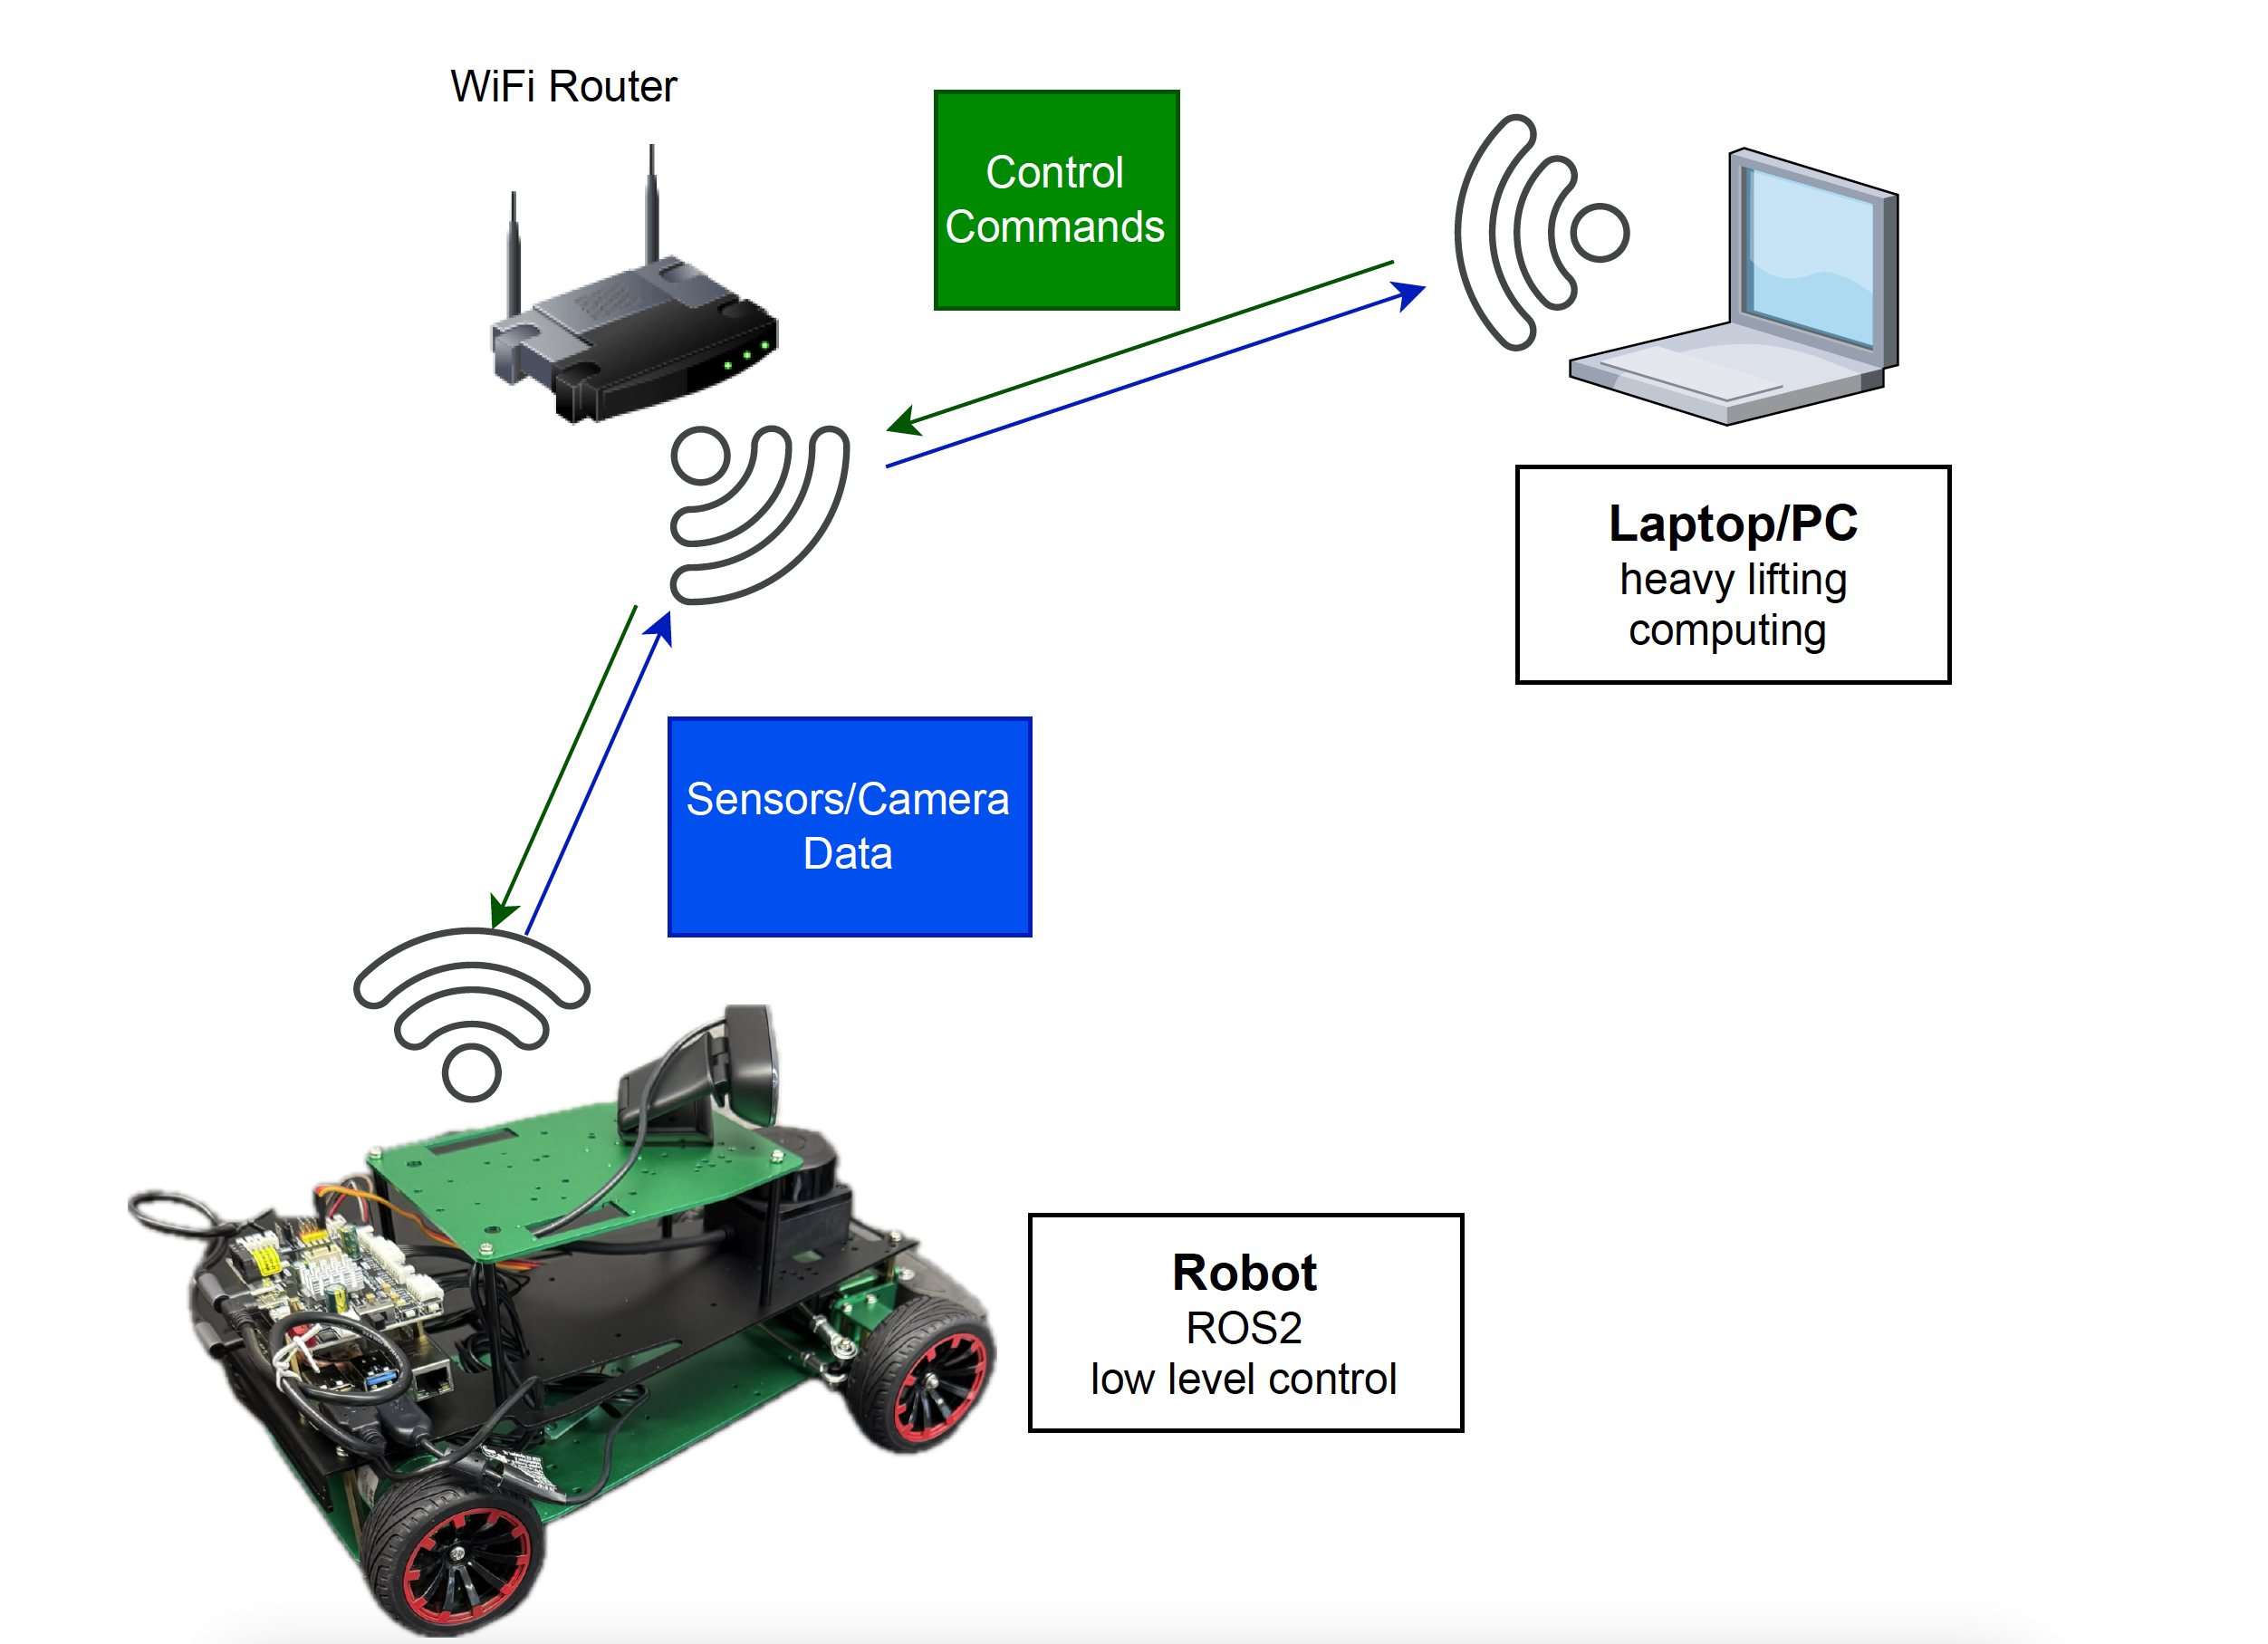 WiFi Router
Control
Commands
Laptop/PC
heavy lifting
computing
Sensors/Camera
Data
Robot
ROS2
low level control